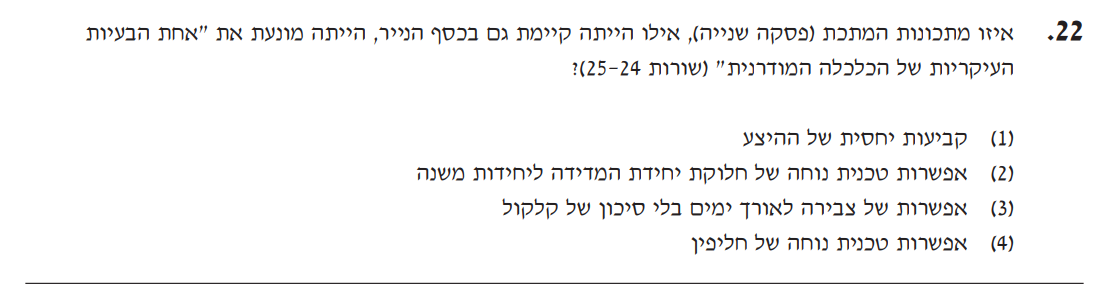 22. איזו מתכונות המתכת (פסקה שנייה), אילו הייתה קיימת גם בכסף הנייר, הייתה מונעת את "אחת הבעיות
העיקריות של הכלכלה המודרנית" (שורות 24-25)?
(1) קביעות יחסית של ההיצע
(2) אפשרות טכנית נוחה של חלוקת יחידת המדידה ליחידות משנה
(3) אפשרות של צבירה לאורך ימים בלי סיכון של קלקול
(4) אפשרות טכנית נוחה של חליפין